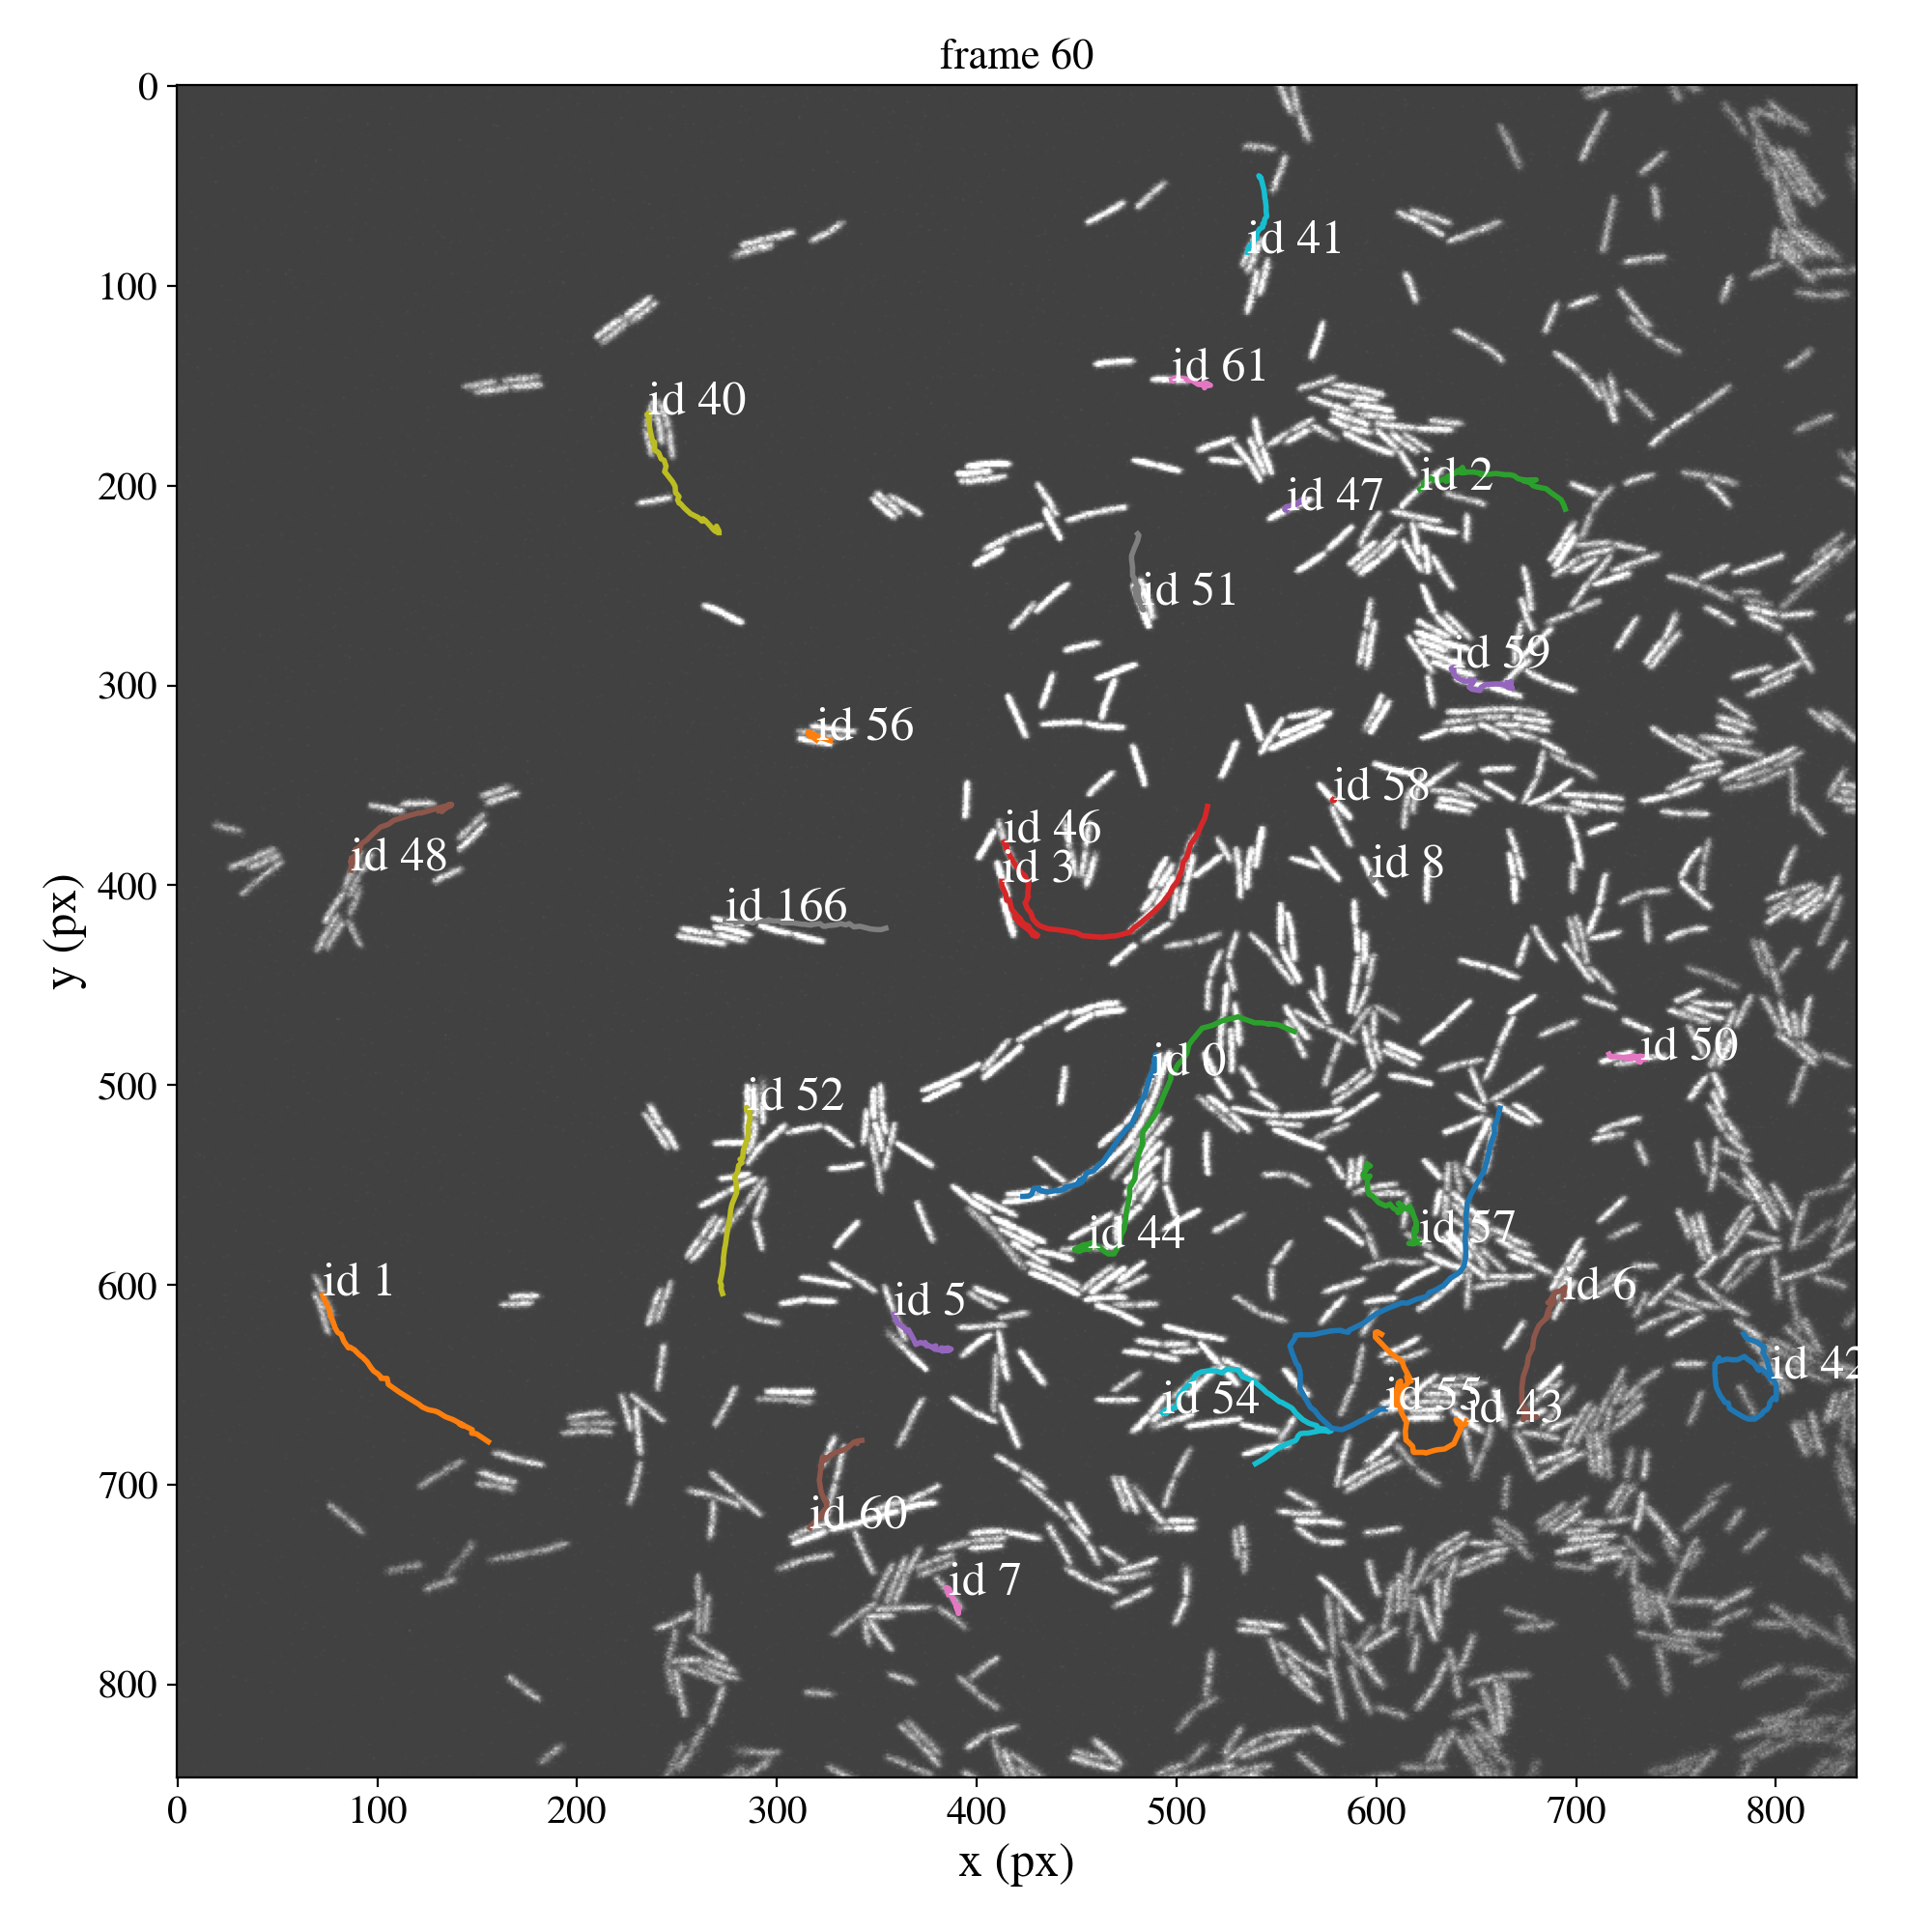 frame 60
0
100
200
300
400
500
600
700
800
y (px)
id 41
id 61
id 40
id 2
id 47
id 51
id 59
id 56
id 58
id 46
id 3
id 48
id 8
id 166
id 50
id 0
id 52
id 57
id 44
id 1
id 6
id 5
id 42
id 54
id 55
id 43
id 60
id 7
0
100
200
300
400
500
600
700
800
x (px)